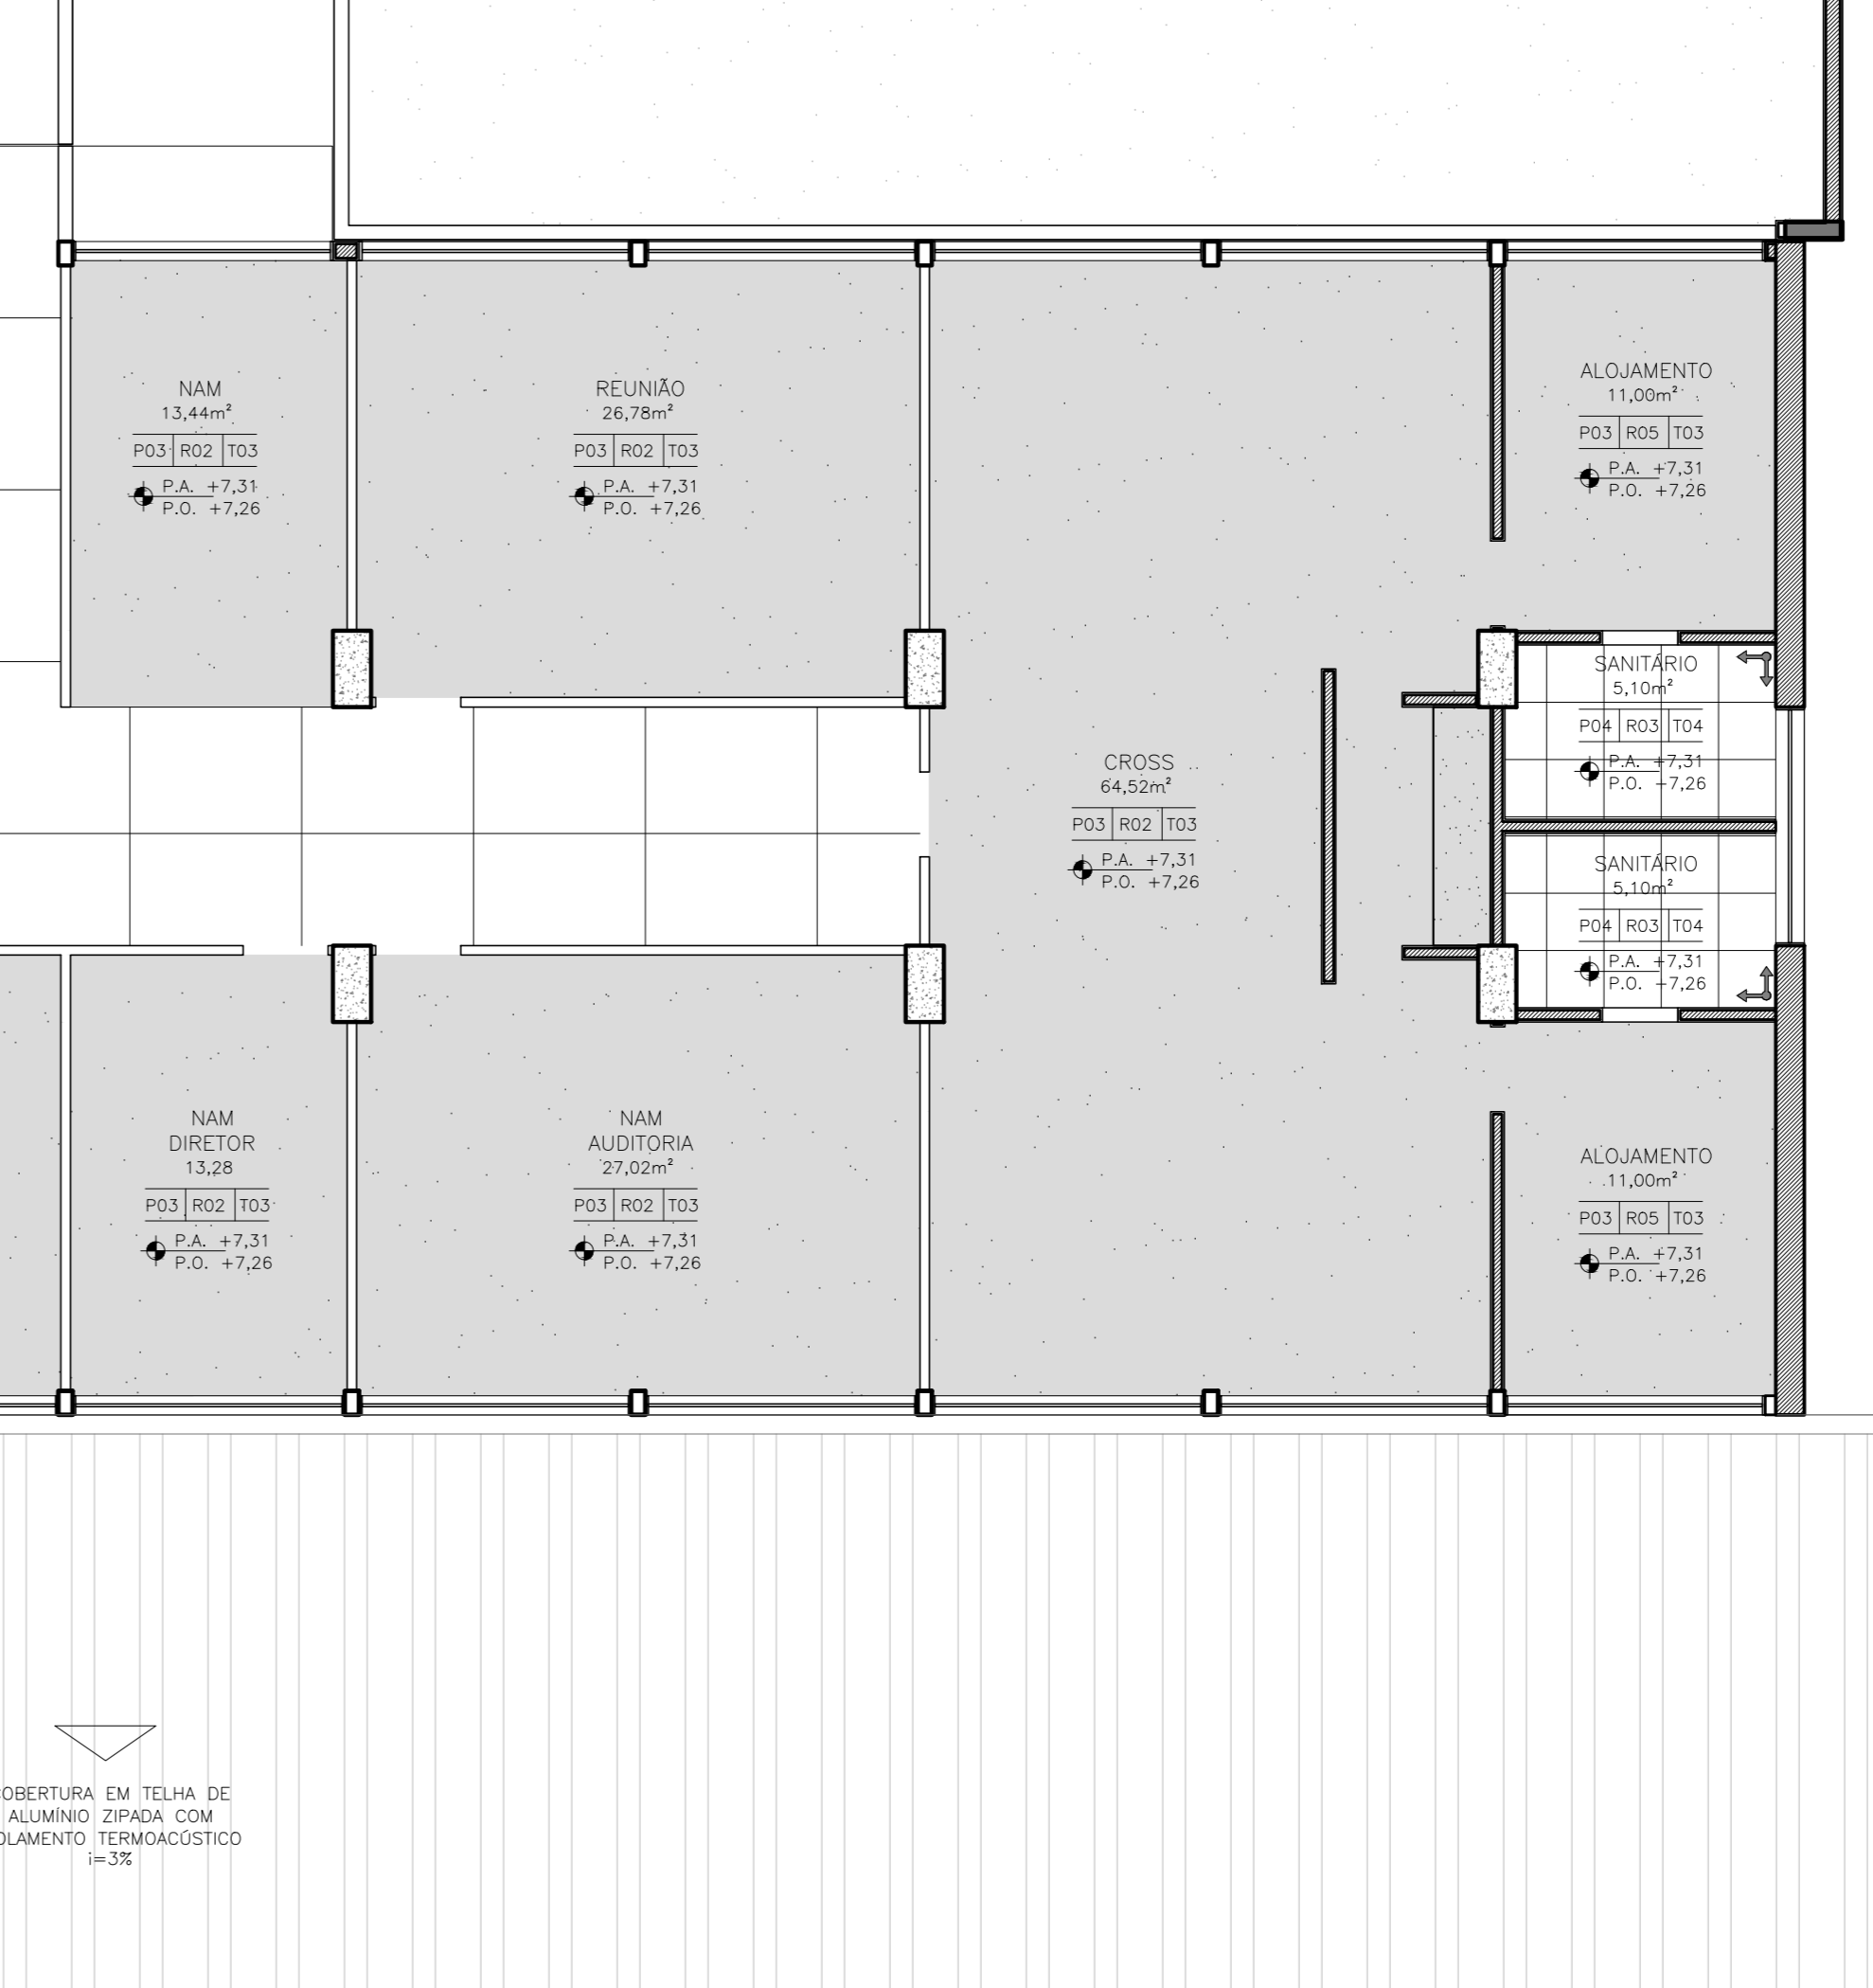 NAM
13,44m²
P03 R02 T03
P.A. +7,31
P.O. +7,26
REUNIÃO
26,78m²
P03 R02 T03
P.A. +7,31
P.O. +7,26
ALOJAMENTO
11,00m²
P03 R05 T03
P.A. +7,31
P.O. +7,26
SANITÁRIO
5,10m²
P04 R03 T04
P.A. +7,31
P.O. +7,26
CROSS
64,52m²
P03 R02 T03
P.A. +7,31
P.O. +7,26
SANITÁRIO
5,10m²
P04 R03 T04
P.A. +7,31
P.O. +7,26
NAM
DIRETOR
13,28
P03 R02 T03
P.A. +7,31
P.O. +7,26
NAM
AUDITORIA
27,02m²
P03 R02 T03
P.A. +7,31
P.O. +7,26
ALOJAMENTO
11,00m²
P03 R05 T03
P.A. +7,31
P.O. +7,26
OBERTURA EM TELHA DE
ALUMÍNIO ZIPADA COM
OLAMENTO TERMOACÚSTICO
i=3%